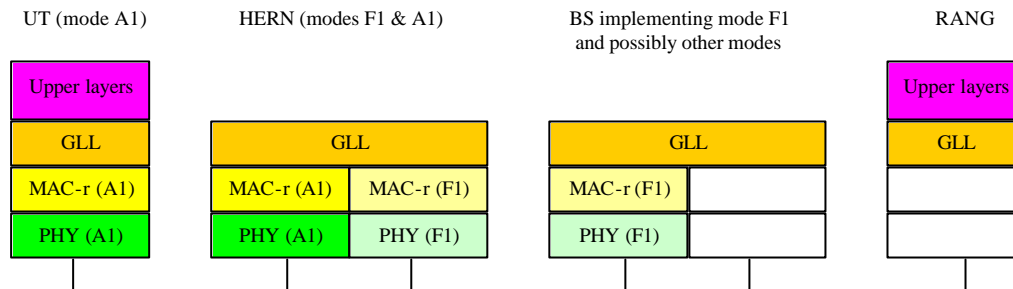 UT (mode A1)
HERN (modes F1 & A1)
BS implementing mode F1
and possibly other modes
RANG
Upper layers
Upper layers
GLL
GLL
GLL
GLL
MAC-r (A1)
MAC-r (A1)
MAC-r (F1)
MAC-r (F1)
PHY (A1)
PHY (A1)
PHY (F1)
PHY (F1)